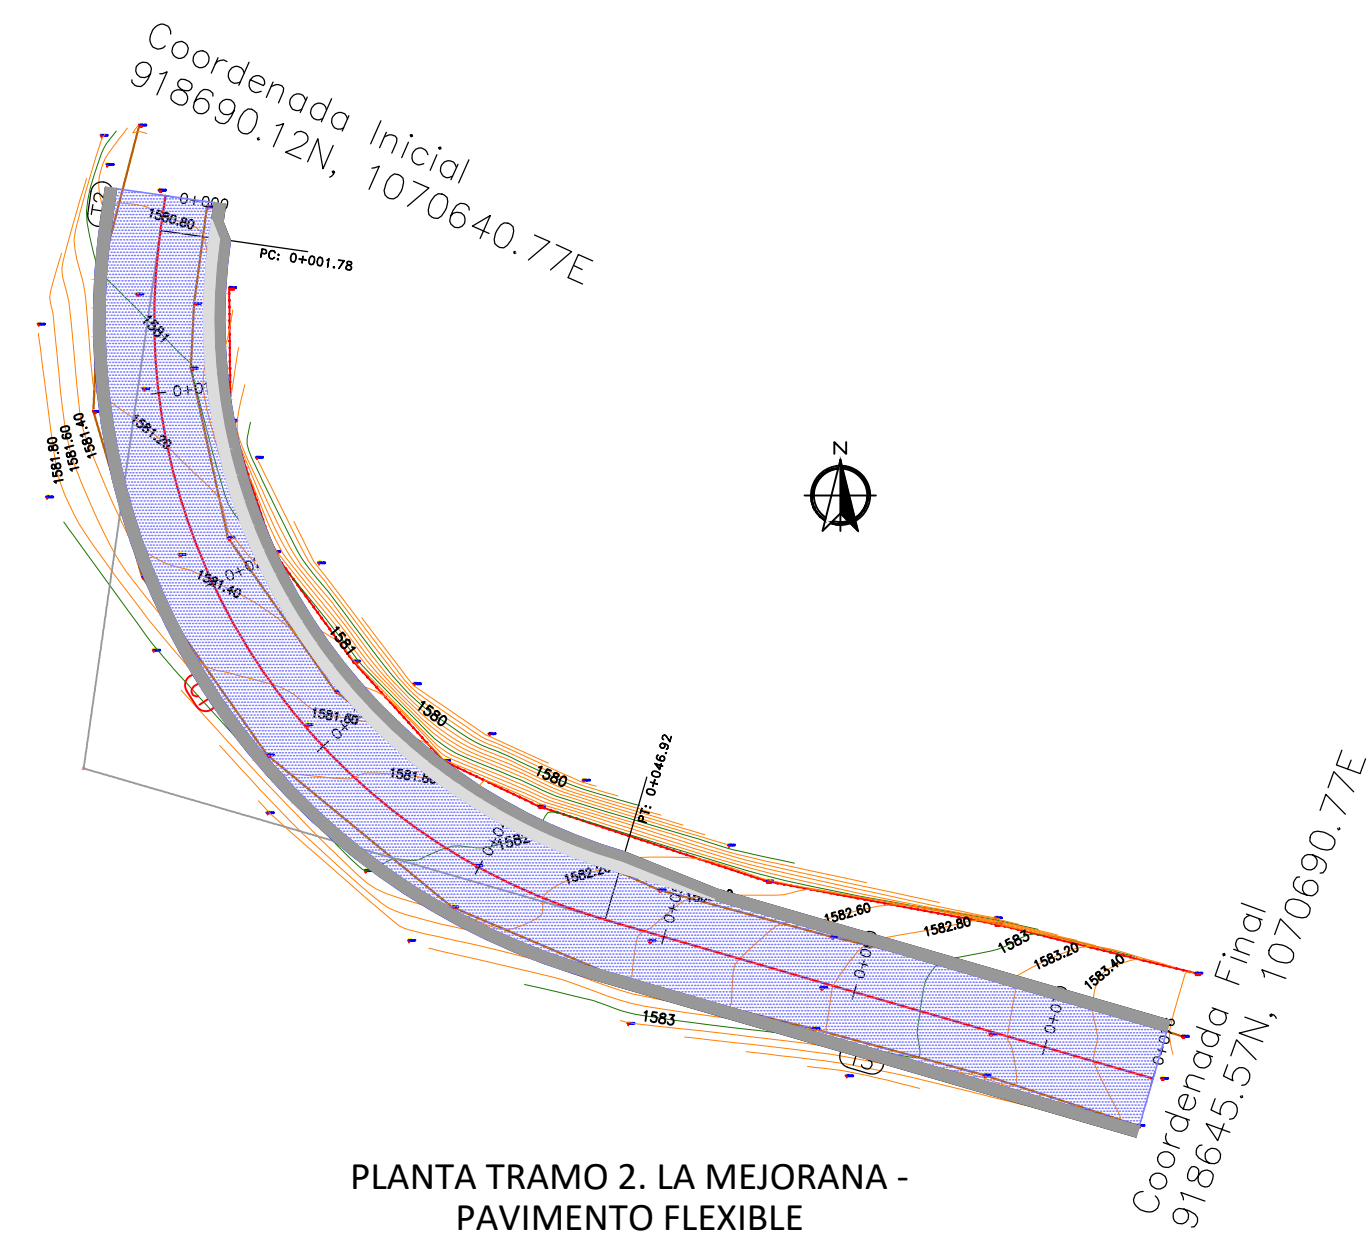 Coordenada Inicial
918690.12N, 1070640.77E
T2
0+000
1580.80
PC: 0+001.78
1581
1581.20
1581.80
1581.60
1581.40
N
1581.40
1581
1581.60
1580
1580
PT: 0+046.92
1582
1582.60
1582.80
1583
1583.20
1583.40
1583
Coordenada Final
918645.57N, 1070690.77E
PLANTA TRAMO 2. LA MEJORANA -
PAVIMENTO FLEXIBLE